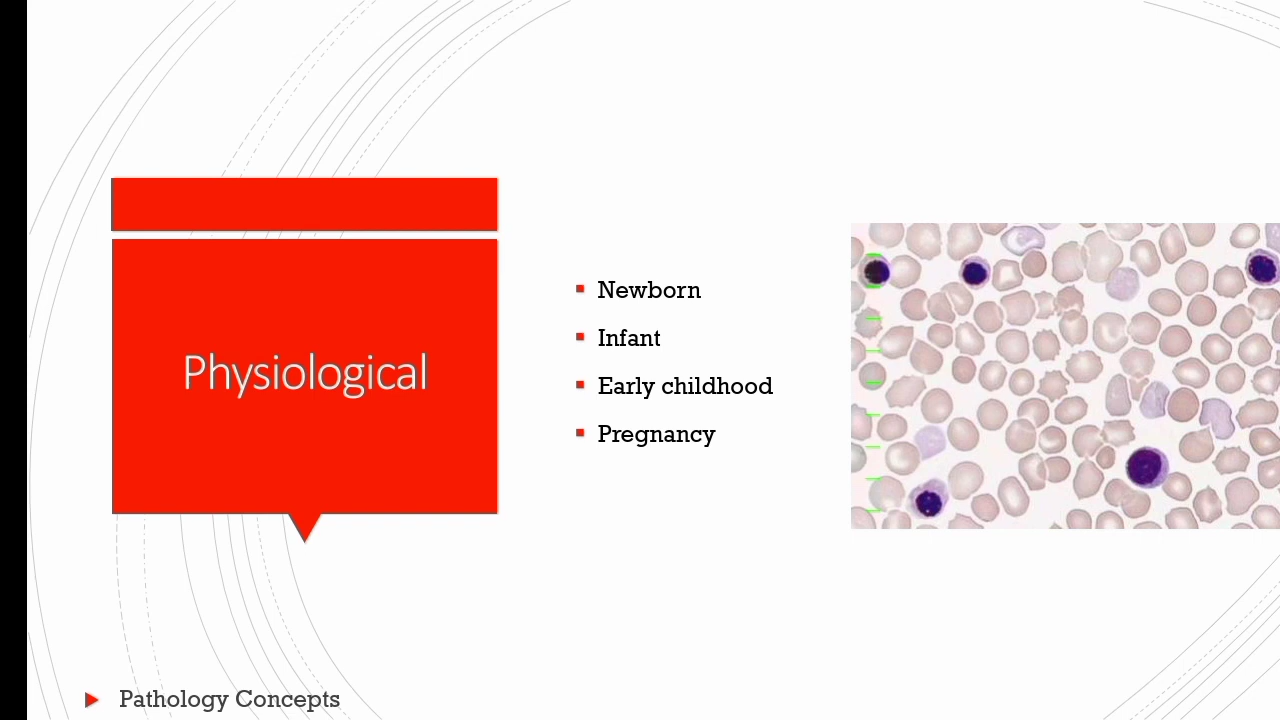 Physiological
Newborn
Infant
Early childhood
Pregnancy
Pathology Concepts